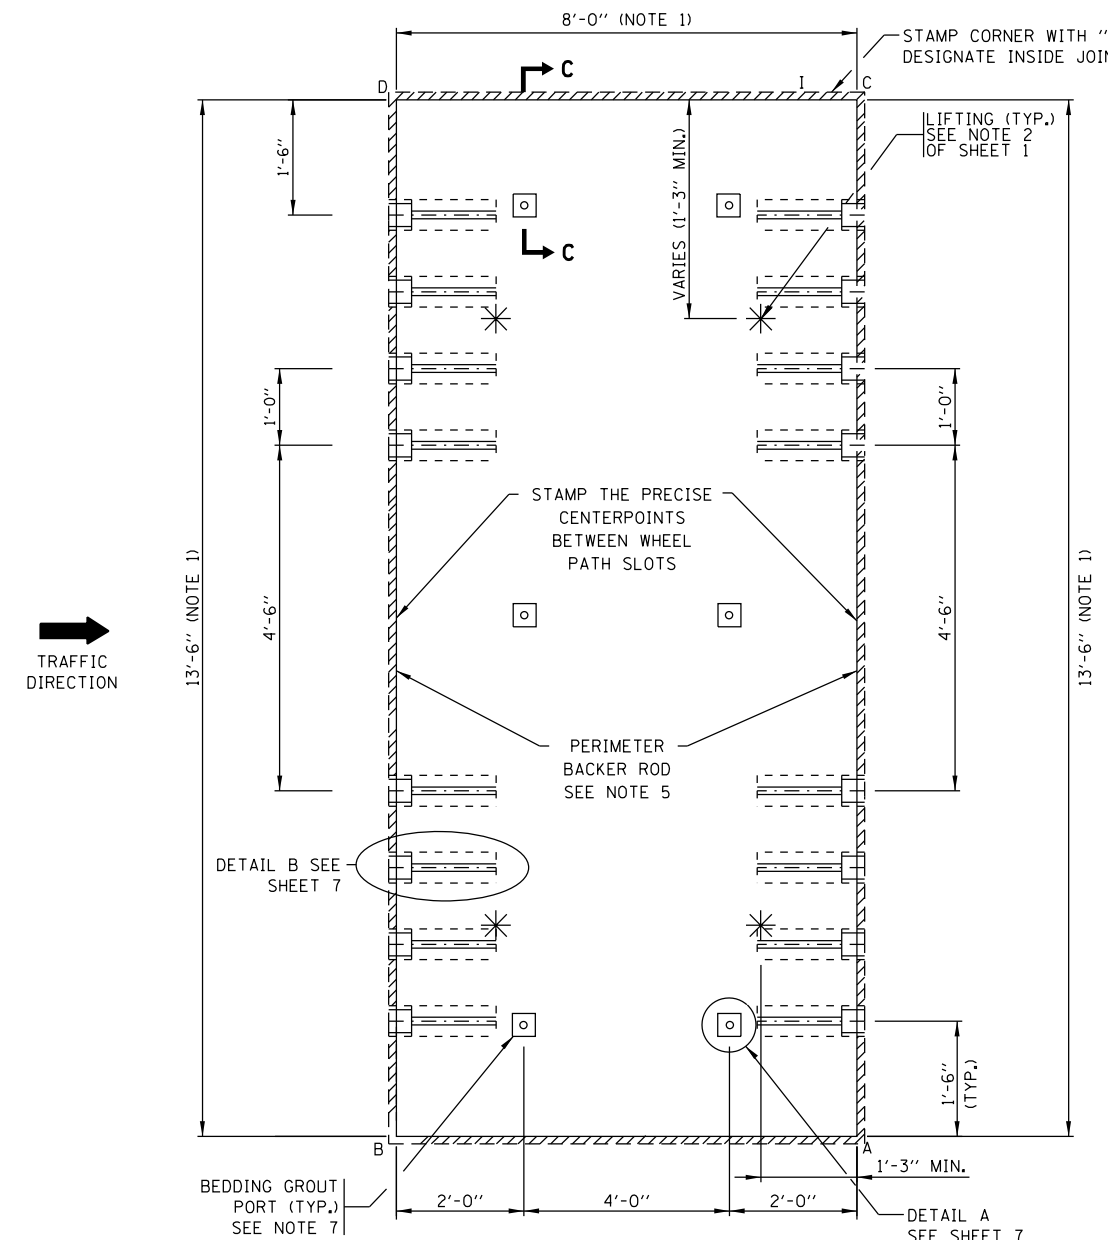 8'-0" (NOTE 1)
STAMP CORNER WITH "
DESIGNATE INSIDE JOIN
C
D
I
C
LIFTING (TYP.)
SEE NOTE 2
OF SHEET 1
1'-6"
VARIES (1'-3" MIN.)
C
1'-0"
1'-0"
STAMP THE PRECISE
CENTERPOINTS
BETWEEN WHEEL
PATH SLOTS
13'-6" (NOTE 1)
4'-6"
4'-6"
13'-6" (NOTE 1)
TRAFFIC
DIRECTION
PERIMETER
BACKER ROD
SEE NOTE 5
DETAIL B SEE
SHEET 7
1'-6"
(TYP.)
B
A
1'-3" MIN.
BEDDING GROUT
PORT (TYP.)
SEE NOTE 7
2'-0"
4'-0"
2'-0"
DETAIL A
SEE SHEET 7